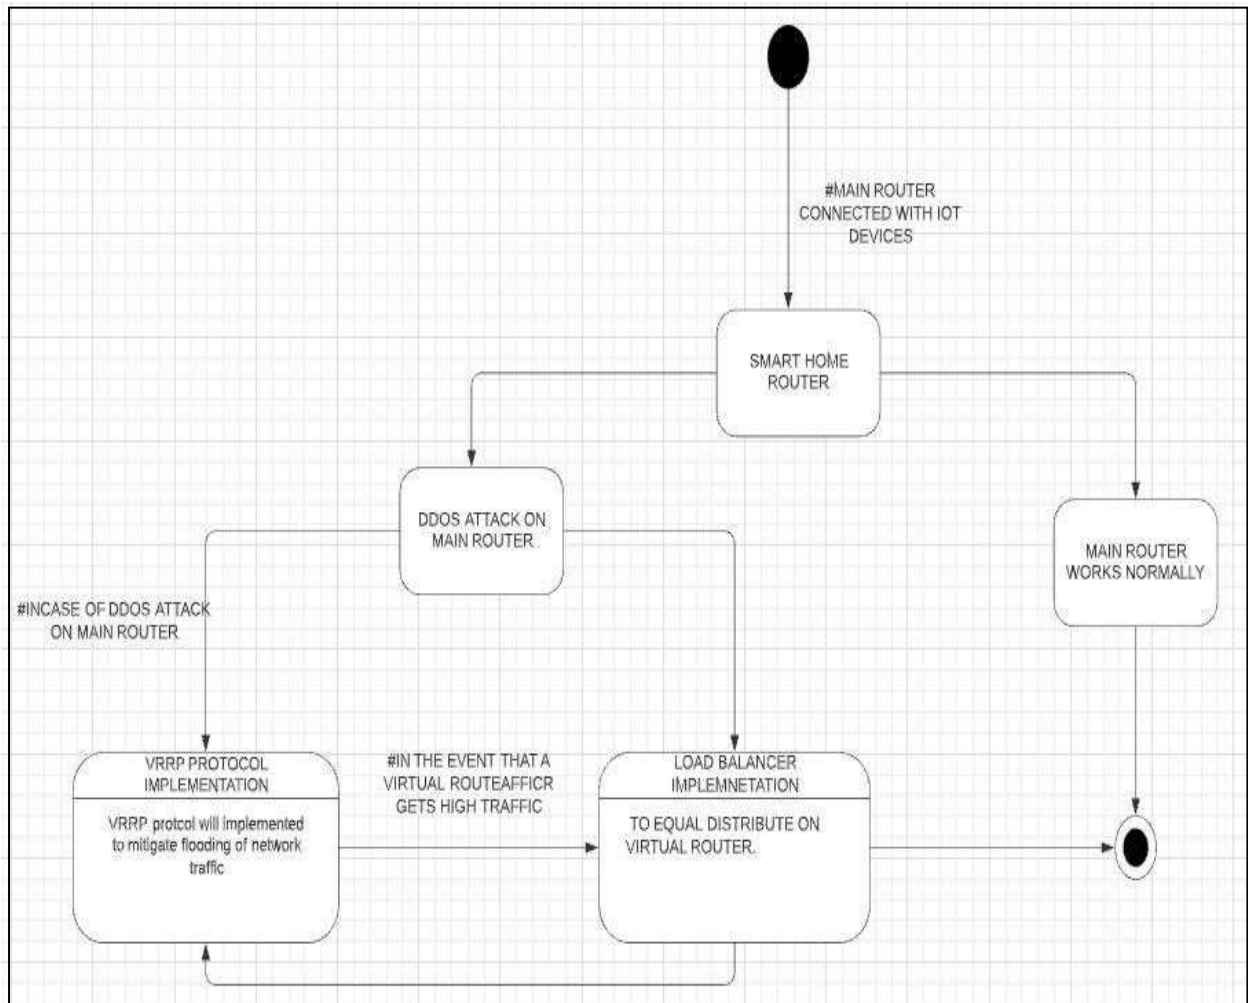 #MAIN ROUTER
CONNECTED WITH IOT
DEVICES
SMART HOME
ROUTER
DDOS ATTACK ON
MAIN ROUTER
MAIN ROUTER
WORKS NORMALLY
#INCASE OF DDOS ATTACK
ON MAIN ROUTER
VRRP PROTOCOL
IMPLEMENTATION
VRRP protcol will implemented
to mitigate flooding of network
traffic
#IN THE EVENT THAT A
VIRTUAL ROUTEAFFICR
GETS HIGH TRAFFIC
LOAD BALANCER
IMPLEMNETATION
TO EQUAL DISTRIBUTE ON
VIRTUAL ROUTER.